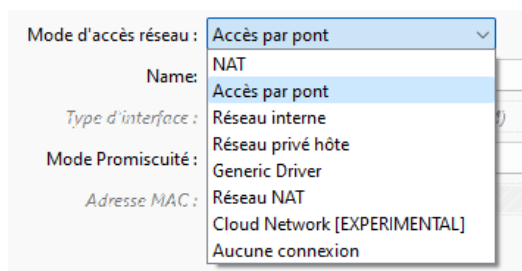 Mode d'accès réseau : Accès par pont
NAT
Name:
Accès par pont
Type d'interface : Réseau interne
Réseau privé hôte
Mode Promiscuité :
Generic Driver
Adresse MAC : Réseau NAT
Cloud Network [EXPERIMENTAL]
Aucune connexion